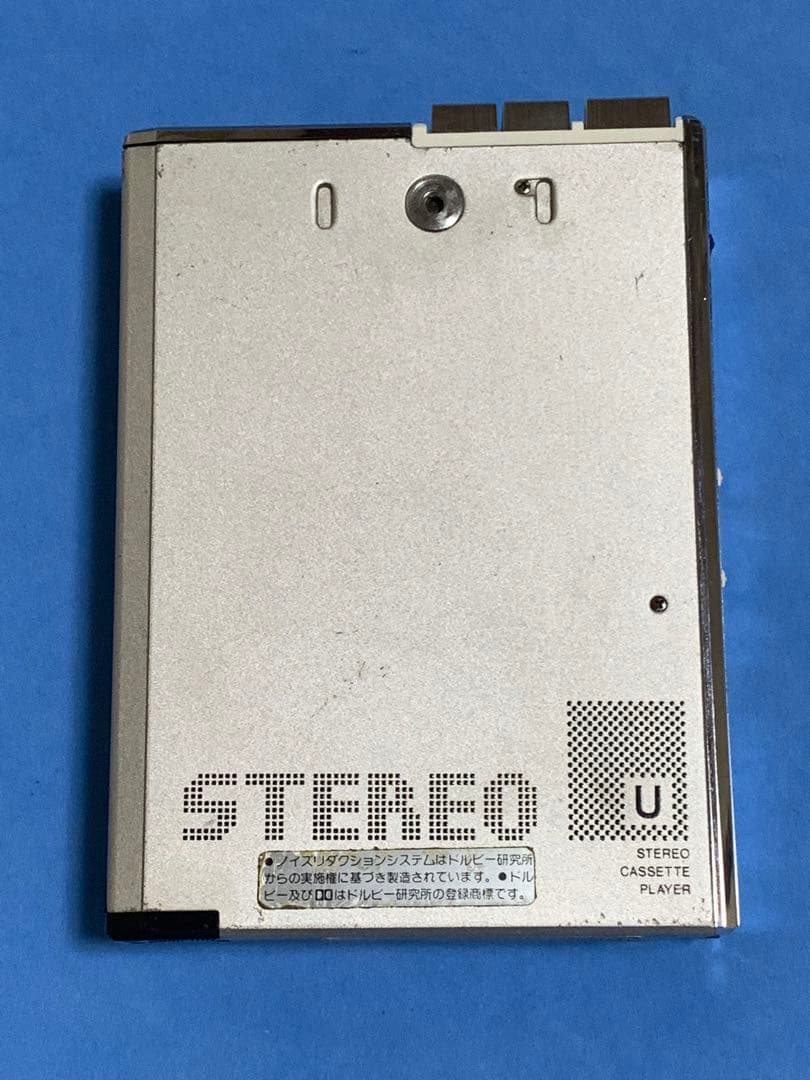 STEREO
U
STEREO
CASSETTE
PLAYER
●ノイズリダクションシステムはドルビー研究所
からの実施権に基づき製造されています。●ドル
ビー及びDDはドルビー研究所の登録商標です。